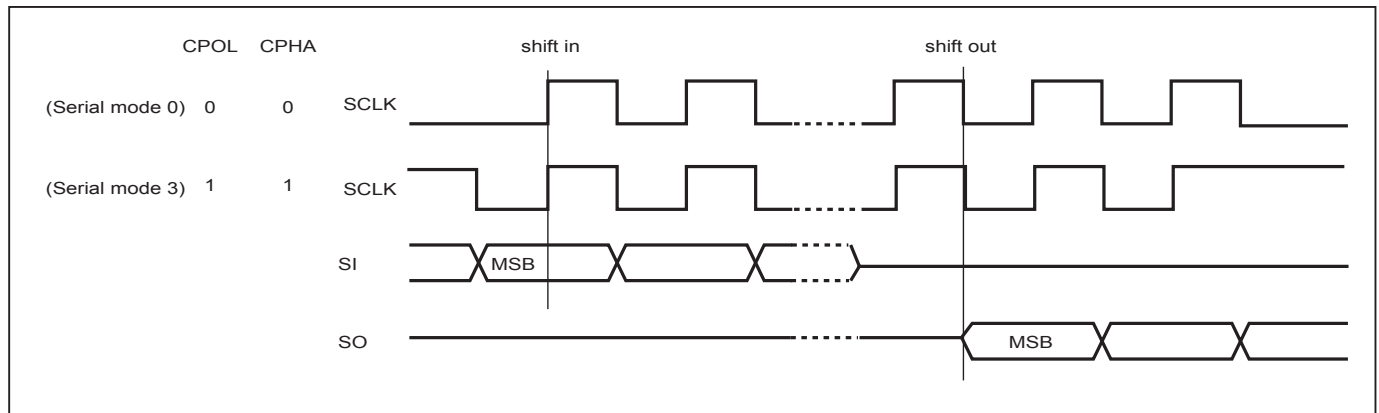 CPOL CPHA shift in shift out
(Serial mode 0) 0 0 SCLK
(Serial mode 3) 1 1 SCLK
SI MSB
SO MSB